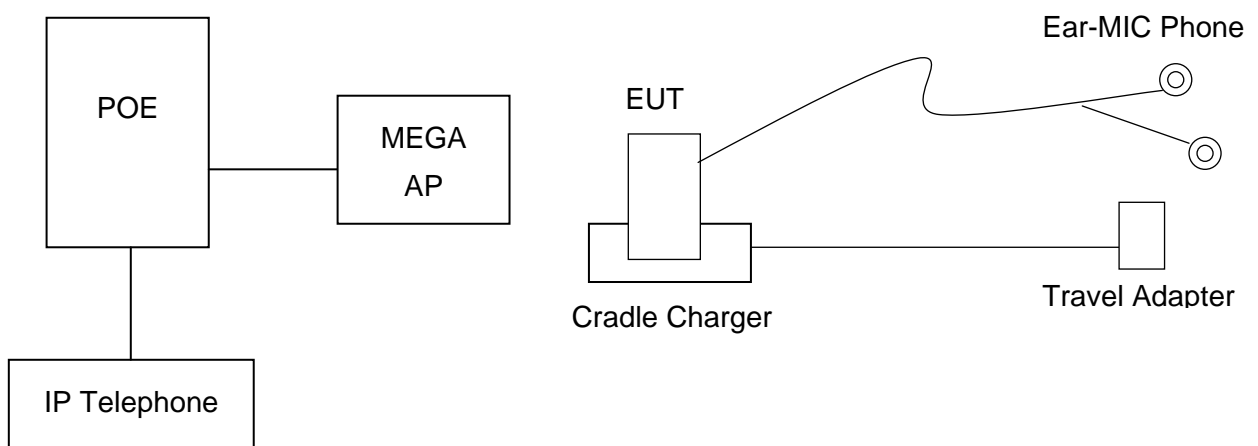 Ear-MIC Phone
POE
EUT
MEGA
AP
Travel Adapter
Cradle Charger
IP Telephone